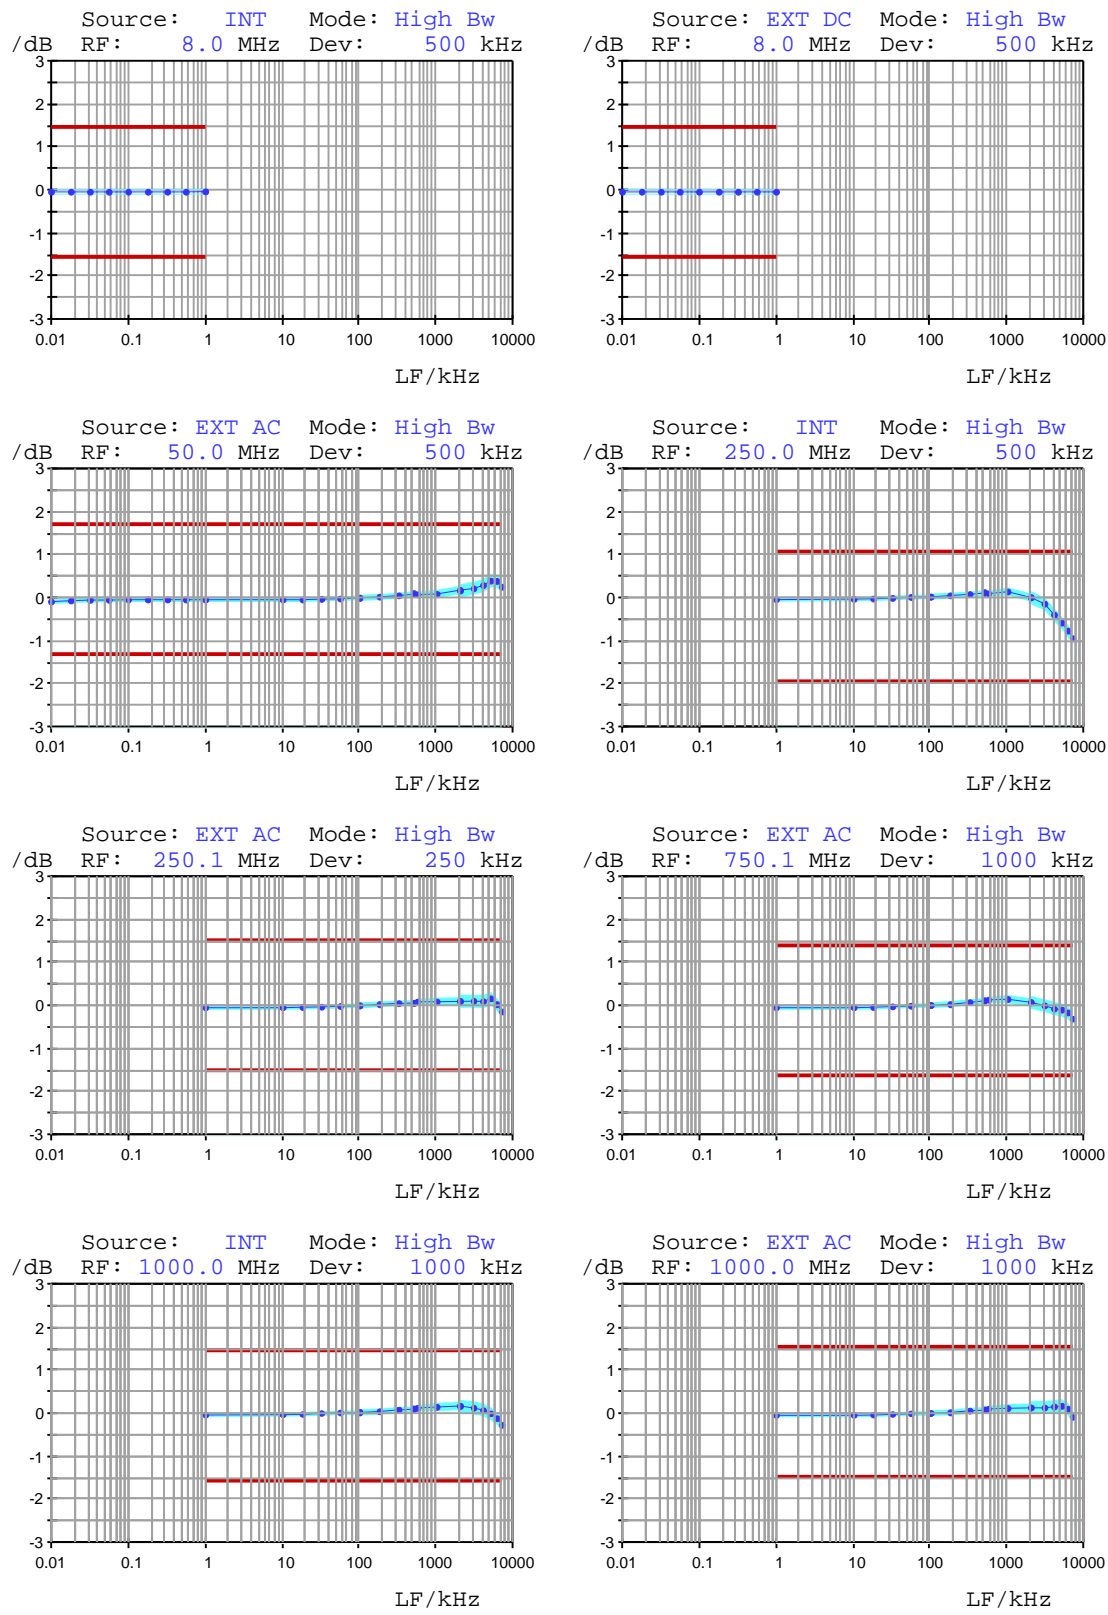 Source: INT Mode: High Bw
/dB RF: 8.0 MHz Dev: 500 kHz
3
2
1
0
-1
-2
-3
0.01 0.1 1 10 100 1000 10000
LF/kHz
Source: EXT DC Mode: High Bw
/dB RF: 8.0 MHz Dev: 500 kHz
3
2
1
0
-1
-2
-3
0.01 0.1 1 10 100 1000 10000
LF/kHz
Source: EXT AC Mode: High Bw
/dB RF: 50.0 MHz Dev: 500 kHz
3
2
1
0
-1
-2
-3
0.01 0.1 1 10 100 1000 10000
LF/kHz
Source: INT Mode: High Bw
/dB RF: 250.0 MHz Dev: 500 kHz
3
2
1
0
-1
-2
-3
0.01 0.1 1 10 100 1000 10000
LF/kHz
Source: EXT AC Mode: High Bw
/dB RF: 250.1 MHz Dev: 250 kHz
3
2
1
0
-1
-2
-3
0.01 0.1 1 10 100 1000 10000
LF/kHz
Source: EXT AC Mode: High Bw
/dB RF: 750.1 MHz Dev: 1000 kHz
3
2
1
0
-1
-2
-3
0.01 0.1 1 10 100 1000 10000
LF/kHz
Source: INT Mode: High Bw
/dB RF: 1000.0 MHz Dev: 1000 kHz
3
2
1
0
-1
-2
-3
0.01 0.1 1 10 100 1000 10000
LF/kHz
Source: EXT AC Mode: High Bw
/dB RF: 1000.0 MHz Dev: 1000 kHz
3
2
1
0
-1
-2
-3
0.01 0.1 1 10 100 1000 10000
LF/kHz